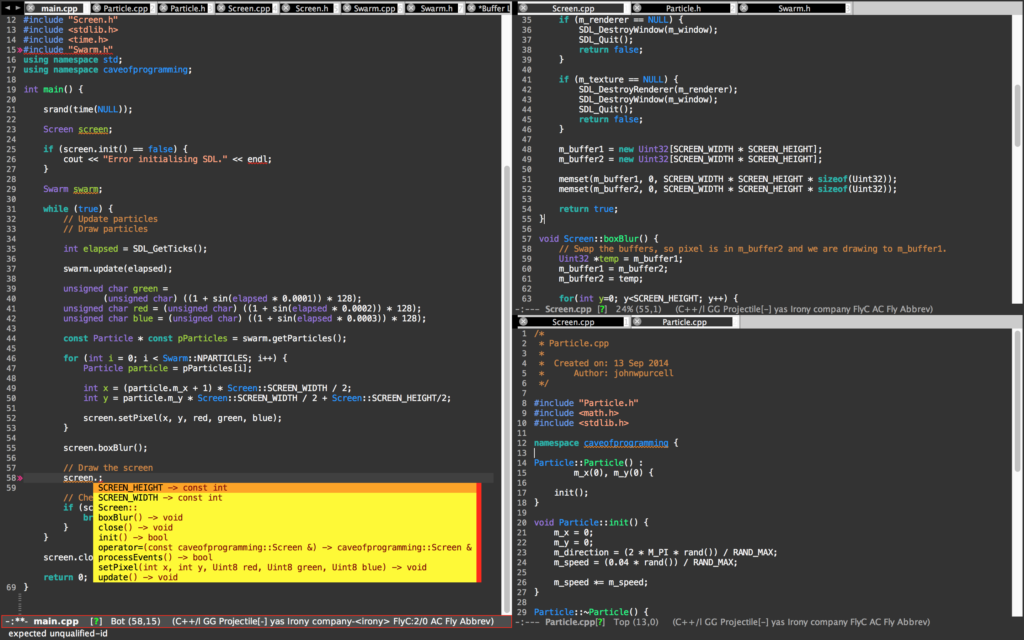 main.cpp Particle.cpp Particle.h Screen.cpp Screen.h Swarm.cpp Swarm.h *Buffer L
12 #include "Screen.h"
13 #include <stdlib.h>
14 #include <time.h>
15 #include "Swarm.h"
16 using namespace std;
17 using namespace caveofprogramming;
18
19 int main() {
20
21     srand(time(NULL));
22
23     Screen screen;
24
25     if (screen.init() == false) {
26         cout << "Error initialising SDL." << endl;
27     }
28
29     Swarm swarm;
30
31     while (true) {
32         // Update particles
33         // Draw particles
34
35         int elapsed = SDL_GetTicks();
36
37         swarm.update(elapsed);
38
39         unsigned char green =
40                 (unsigned char) ((1 + sin(elapsed * 0.0001)) * 128);
41         unsigned char red = (unsigned char) ((1 + sin(elapsed * 0.0002)) * 128);
42         unsigned char blue = (unsigned char) ((1 + sin(elapsed * 0.0003)) * 128);
43
44         const Particle * const pParticles = swarm.getParticles();
45
46         for (int i = 0; i < Swarm::NPARTICLES; i++) {
47             Particle particle = pParticles[i];
48
49             int x = (particle.m_x + 1) * Screen::SCREEN_WIDTH / 2;
50             int y = particle.m_y * Screen::SCREEN_WIDTH / 2 + Screen::SCREEN_HEIGHT/2;
51
52             screen.setPixel(x, y, red, green, blue);
53         }
54
55         screen.boxBlur();
56
57         // Draw the screen
58         screen.;
59 SCREEN_HEIGHT -> const int
// Che SCREEN_WIDTH -> const int
if (sc Screen::
br boxBlur() -> void
} close() -> void
init() -> bool
} operator=(const caveofprogramming::Screen &) -> caveofprogramming::Screen &
screen.clo processEvents() -> bool
setPixel(int x, int y, Uint8 red, Uint8 green, Uint8 blue) -> void
return 0; update() -> void
69 }
-:**- main.cpp [?] Bot (58,15) (C++/l GG Projectile[-] yas Irony company-<irony> FlyC:2/0 AC Fly Abbrev)
expected unqualified-id
Screen.cpp Particle.h Swarm.h
35     if (m_renderer == NULL) {
36         SDL_DestroyWindow(m_window);
37         SDL_Quit();
38         return false;
39     }
40
41     if (m_texture == NULL) {
42         SDL_DestroyRenderer(m_renderer);
43         SDL_DestroyWindow(m_window);
44         SDL_Quit();
45         return false;
46     }
47
48     m_buffer1 = new Uint32[SCREEN_WIDTH * SCREEN_HEIGHT];
49     m_buffer2 = new Uint32[SCREEN_WIDTH * SCREEN_HEIGHT];
50
51     memset(m_buffer1, 0, SCREEN_WIDTH * SCREEN_HEIGHT * sizeof(Uint32));
52     memset(m_buffer2, 0, SCREEN_WIDTH * SCREEN_HEIGHT * sizeof(Uint32));
53
54     return true;
55 }
56
57 void Screen::boxBlur() {
58     // Swap the buffers, so pixel is in m_buffer2 and we are drawing to m_buffer1.
59     Uint32 *temp = m_buffer1;
60     m_buffer1 = m_buffer2;
61     m_buffer2 = temp;
62
63     for(int y=0; y<SCREEN_HEIGHT; y++) {
-:--- Screen.cpp [?] 24% (55,1) (C++/l GG Projectile[-] yas Irony company FlyC AC Fly Abbrev)
Screen.cpp Particle.cpp
1 /*
2  * Particle.cpp
3  *
4  *  Created on: 13 Sep 2014
5  *      Author: johnwpurcell
6  */
7
8 #include "Particle.h"
9 #include <math.h>
10 #include <stdlib.h>
11
12 namespace caveofprogramming {
13
14 Particle::Particle() :
15         m_x(0), m_y(0) {
16
17     init();
18 }
19
20 void Particle::init() {
21     m_x = 0;
22     m_y = 0;
23     m_direction = (2 * M_PI * rand()) / RAND_MAX;
24     m_speed = (0.04 * rand()) / RAND_MAX;
25
26     m_speed *= m_speed;
27 }
28
29 Particle::~Particle() {
-:--- Particle.cpp[?] Top (13,0) (C++/l GG Projectile[-] yas Irony company FlyC AC Fly Abbrev)